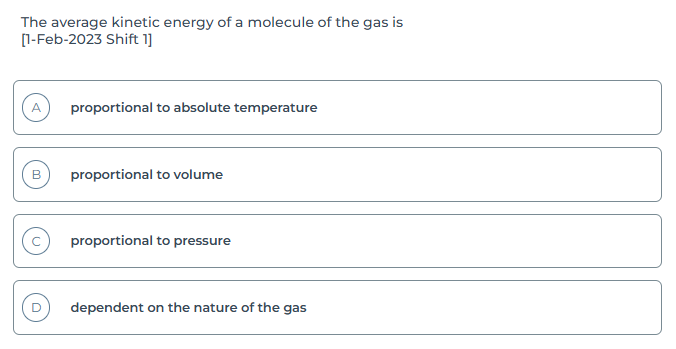 The average kinetic energy of a molecule of the gas is
[1-Feb-2023 Shift 1]
A proportional to absolute temperature
B proportional to volume
C proportional to pressure
D dependent on the nature of the gas